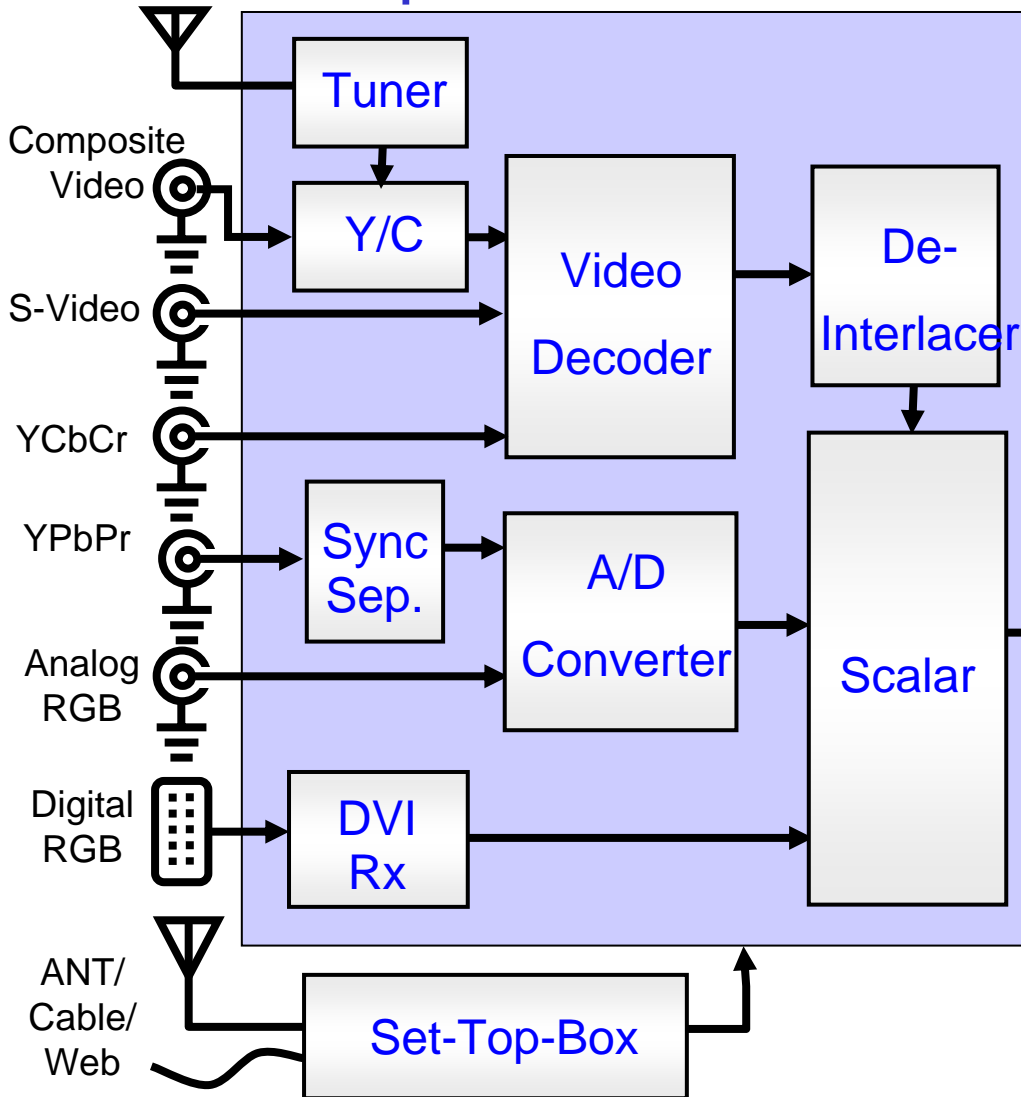 Tuner
Composite
Video
Y/C
Video
Decoder
De-
Interlacer
S-Video
YCbCr
YPbPr
Sync
Sep.
A/D
Converter
Scalar
Analog
RGB
Digital
RGB
DVI
Rx
ANT/
Cable/
Web
Set-Top-Box